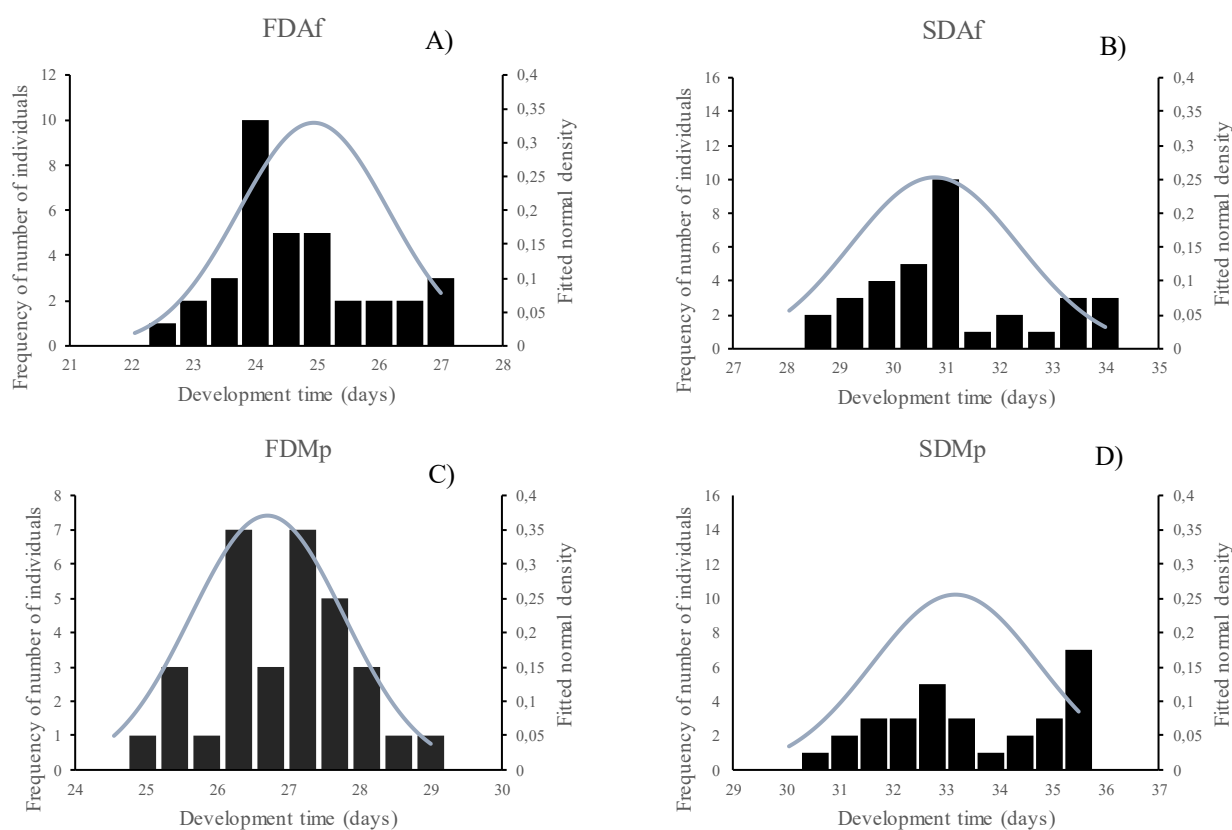 FDAf
A)
Frequency of number of individuals
12
10
8
6
4
2
0
0,4
0,35
0,3
0,25
0,2
0,15
0,1
0,05
0
Fitted normal density
21 22 23 24 25 26 27 28
Development time (days)
SDAf
B)
Frequency of number of individuals
16
14
12
10
8
6
4
2
0
0,4
0,35
0,3
0,25
0,2
0,15
0,1
0,05
0
Fitted normal density
27 28 29 30 31 32 33 34 35
Development time (days)
FDMp
C)
Frequency of number of individuals
8
7
6
5
4
3
2
1
0
0,4
0,35
0,3
0,25
0,2
0,15
0,1
0,05
0
Fitted normal density
24 25 26 27 28 29 30
Development time (days)
SDMp
D)
Frequency of number of individuals
16
14
12
10
8
6
4
2
0
0,4
0,35
0,3
0,25
0,2
0,15
0,1
0,05
0
Fitted normal density
29 30 31 32 33 34 35 36 37
Development time (days)